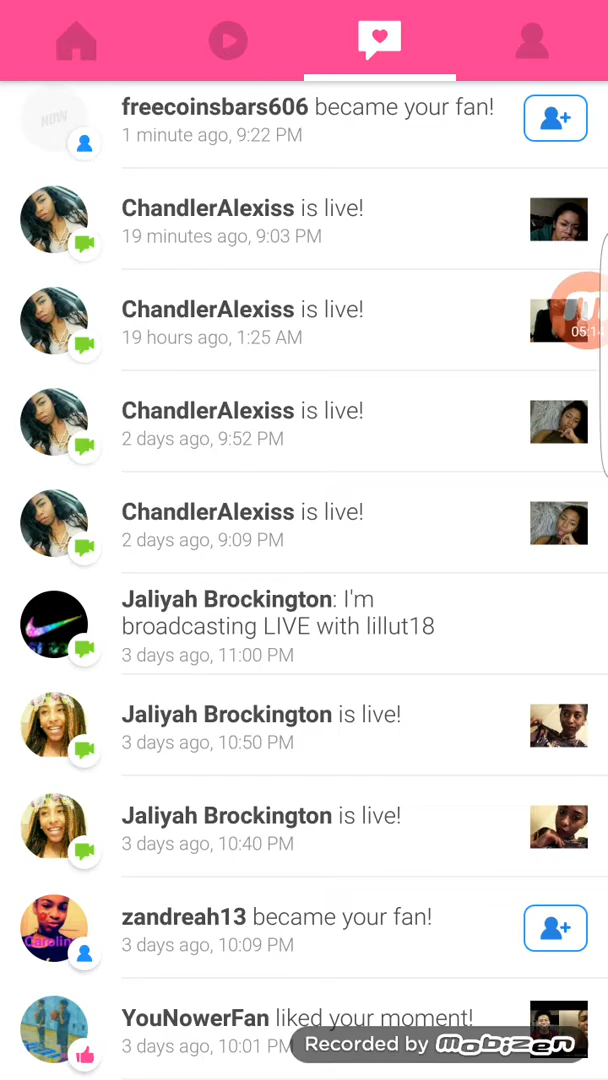 NOW
freecoinsbars606 became your fan!
1 minute ago, 9:22 PM
ChandlerAlexiss is live!
19 minutes ago, 9:03 PM
ChandlerAlexiss is live!
05:14
19 hours ago, 1:25 AM
ChandlerAlexiss is live!
2 days ago, 9:52 PM
ChandlerAlexiss is live!
2 days ago, 9:09 PM
Jaliyah Brockington: I'm
broadcasting LIVE with lillut18
3 days ago, 11:00 PM
Jaliyah Brockington is live!
3 days ago, 10:50 PM
Jaliyah Brockington is live!
3 days ago, 10:40 PM
zandreah13 became your fan!
Carolin
3 days ago, 10:09 PM
YouNowerFan liked your moment!
3 days ago, 10:01 PM
Recorded by mobizen